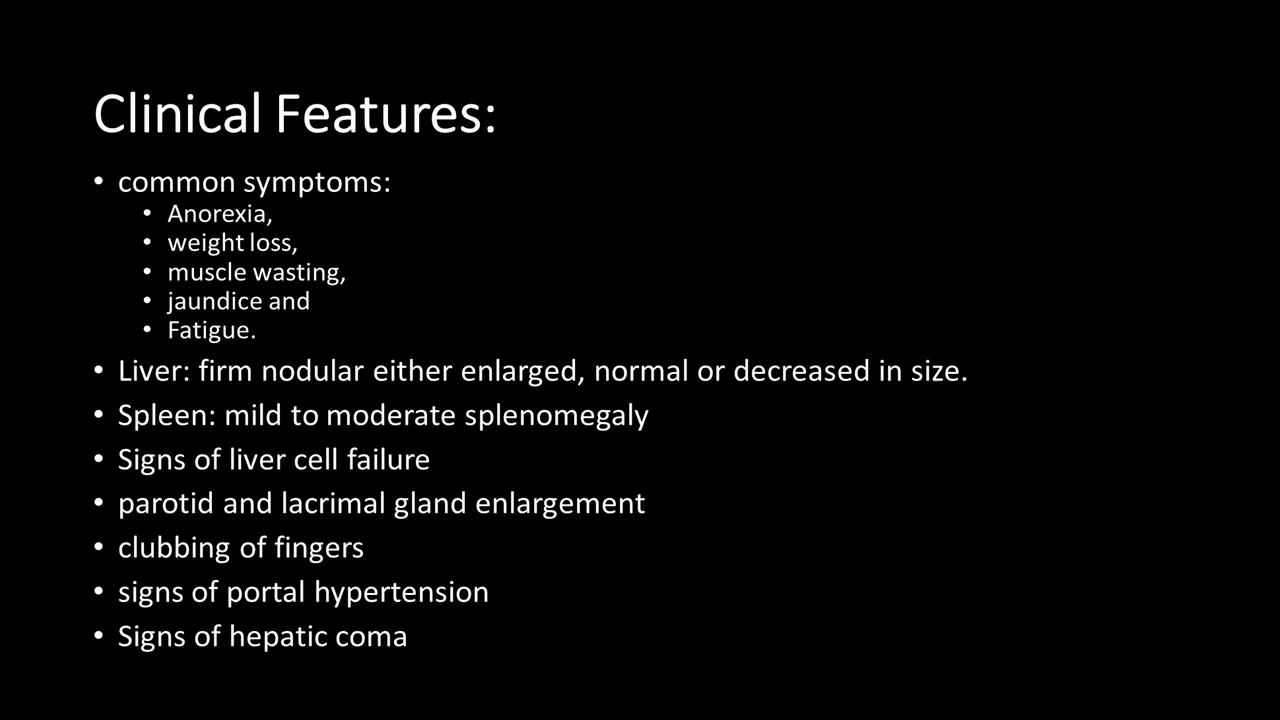 Clinical Features:
• common symptoms:
• Anorexia,
• weight loss,
• muscle wasting,
• jaundice and
• Fatigue.
• Liver: firm nodular either enlarged, normal or decreased in size.
• Spleen: mild to moderate splenomegaly
• Signs of liver cell failure
• parotid and lacrimal gland enlargement
• clubbing of fingers
• signs of portal hypertension
• Signs of hepatic coma